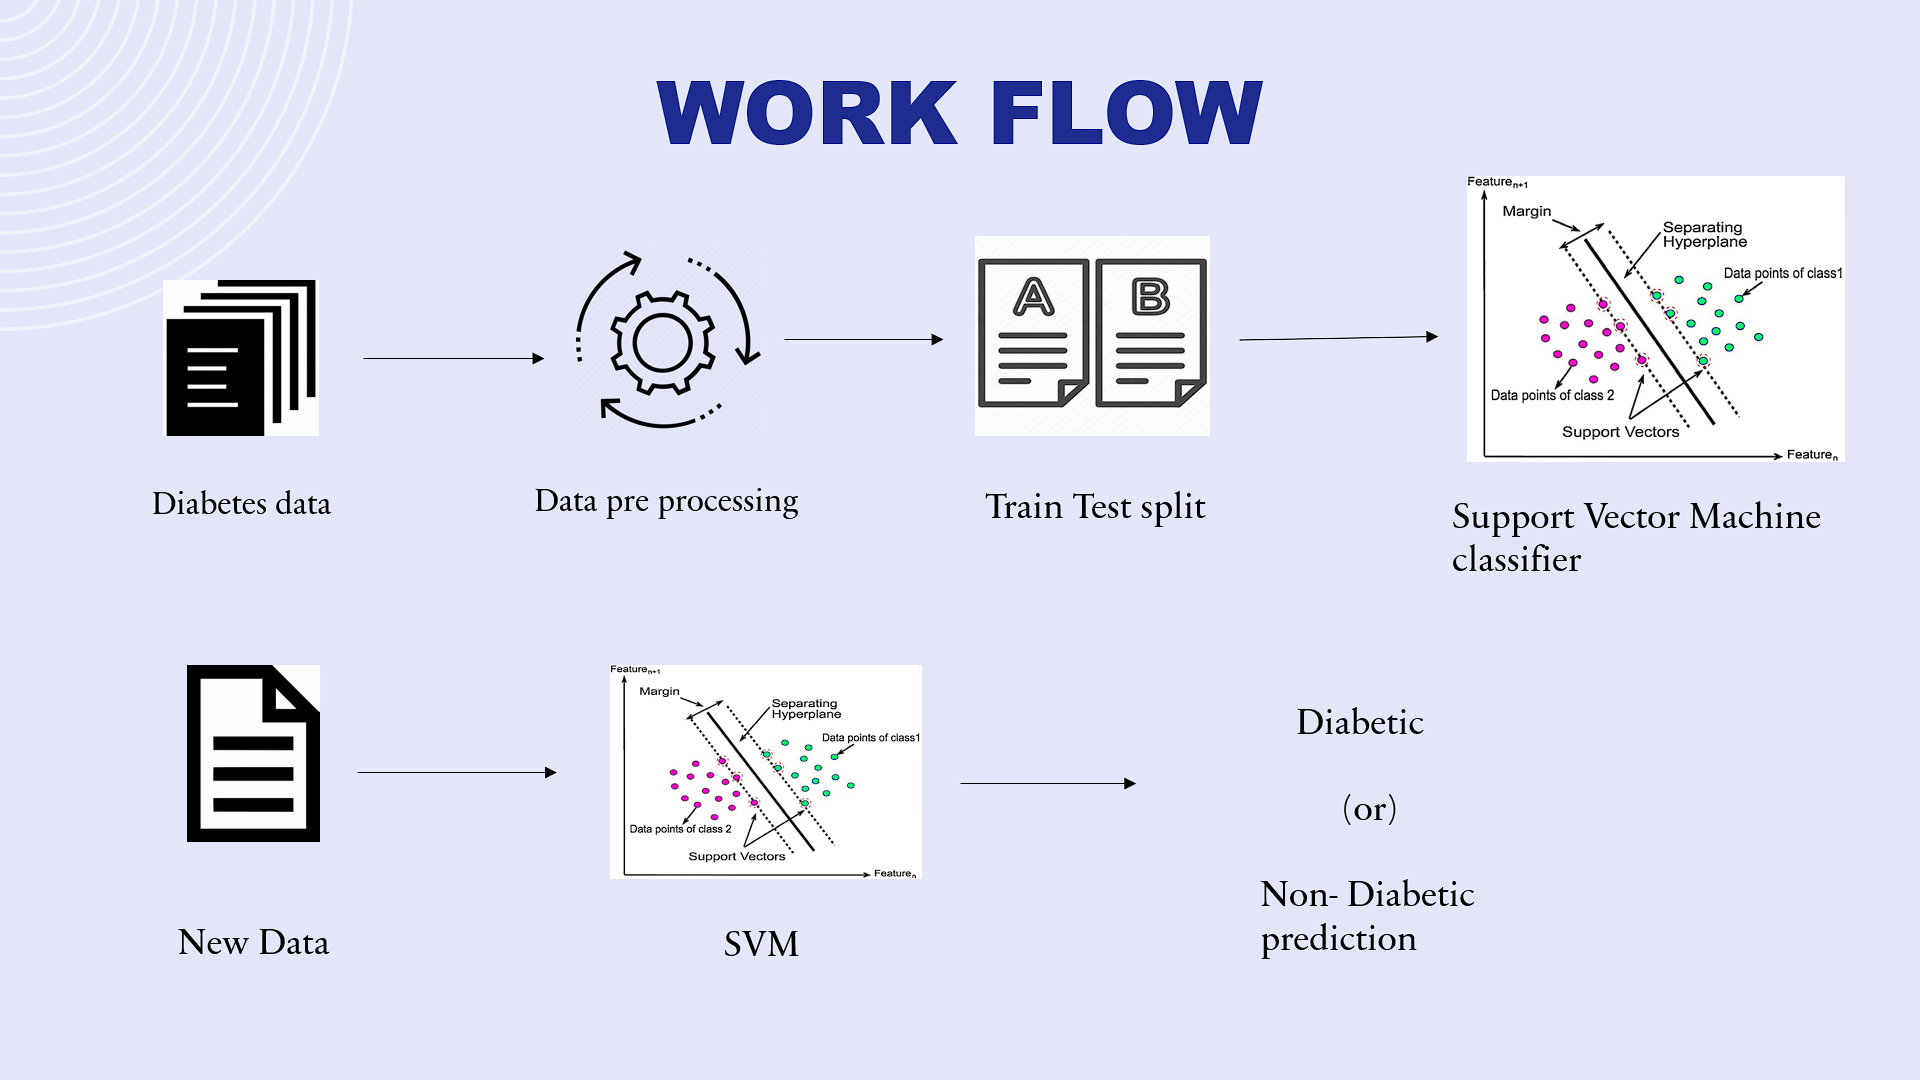 WORK FLOW
Feature n+1
Margin
Separating
Hyperplane
Data points of class1
Data points of class 2
Support Vectors
Feature n
A
B
Diabetes data
Data pre processing
Train Test split
Support Vector Machine
classifier
Feature n+1
Margin
Separating
Hyperplane
Data points of class1
Data points of class 2
Support Vectors
Feature n
Diabetic
(or)
Non- Diabetic
prediction
New Data
SVM